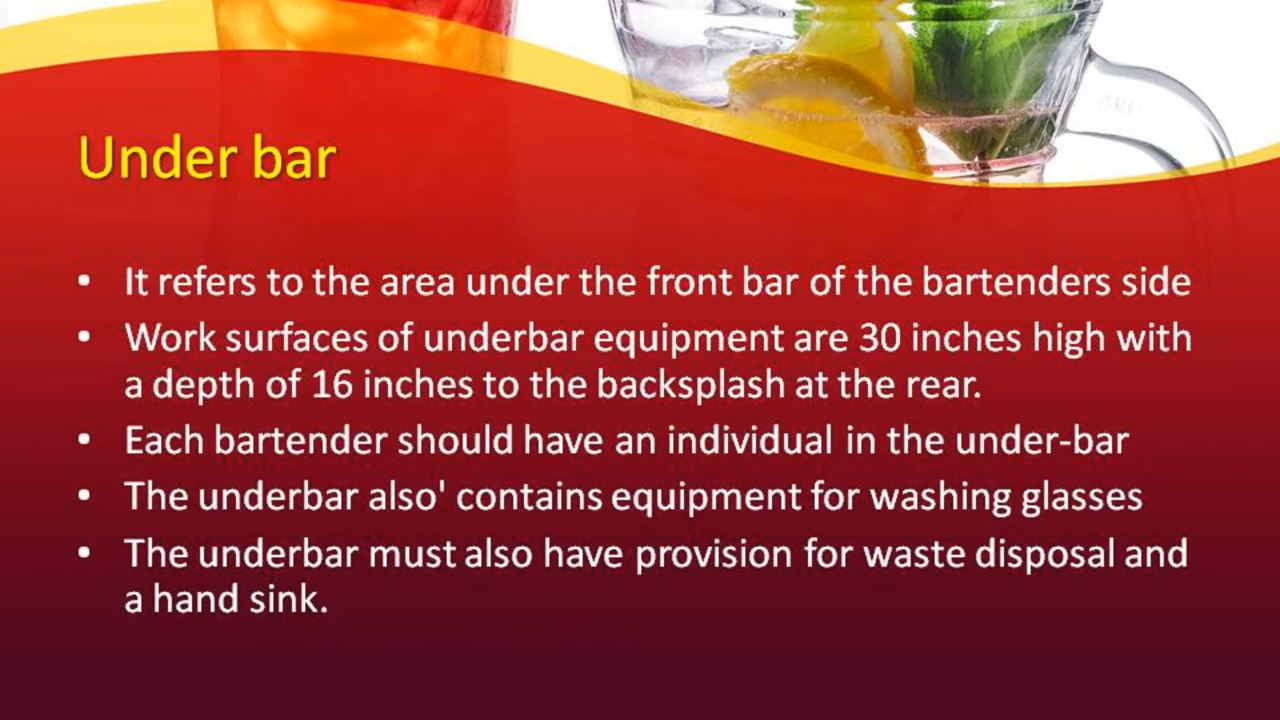 Under bar
• It refers to the area under the front bar of the bartenders side
• Work surfaces of underbar equipment are 30 inches high with
a depth of 16 inches to the backsplash at the rear.
• Each bartender should have an individual in the under-bar
• The underbar also' contains equipment for washing glasses
• The underbar must also have provision for waste disposal and
a hand sink.